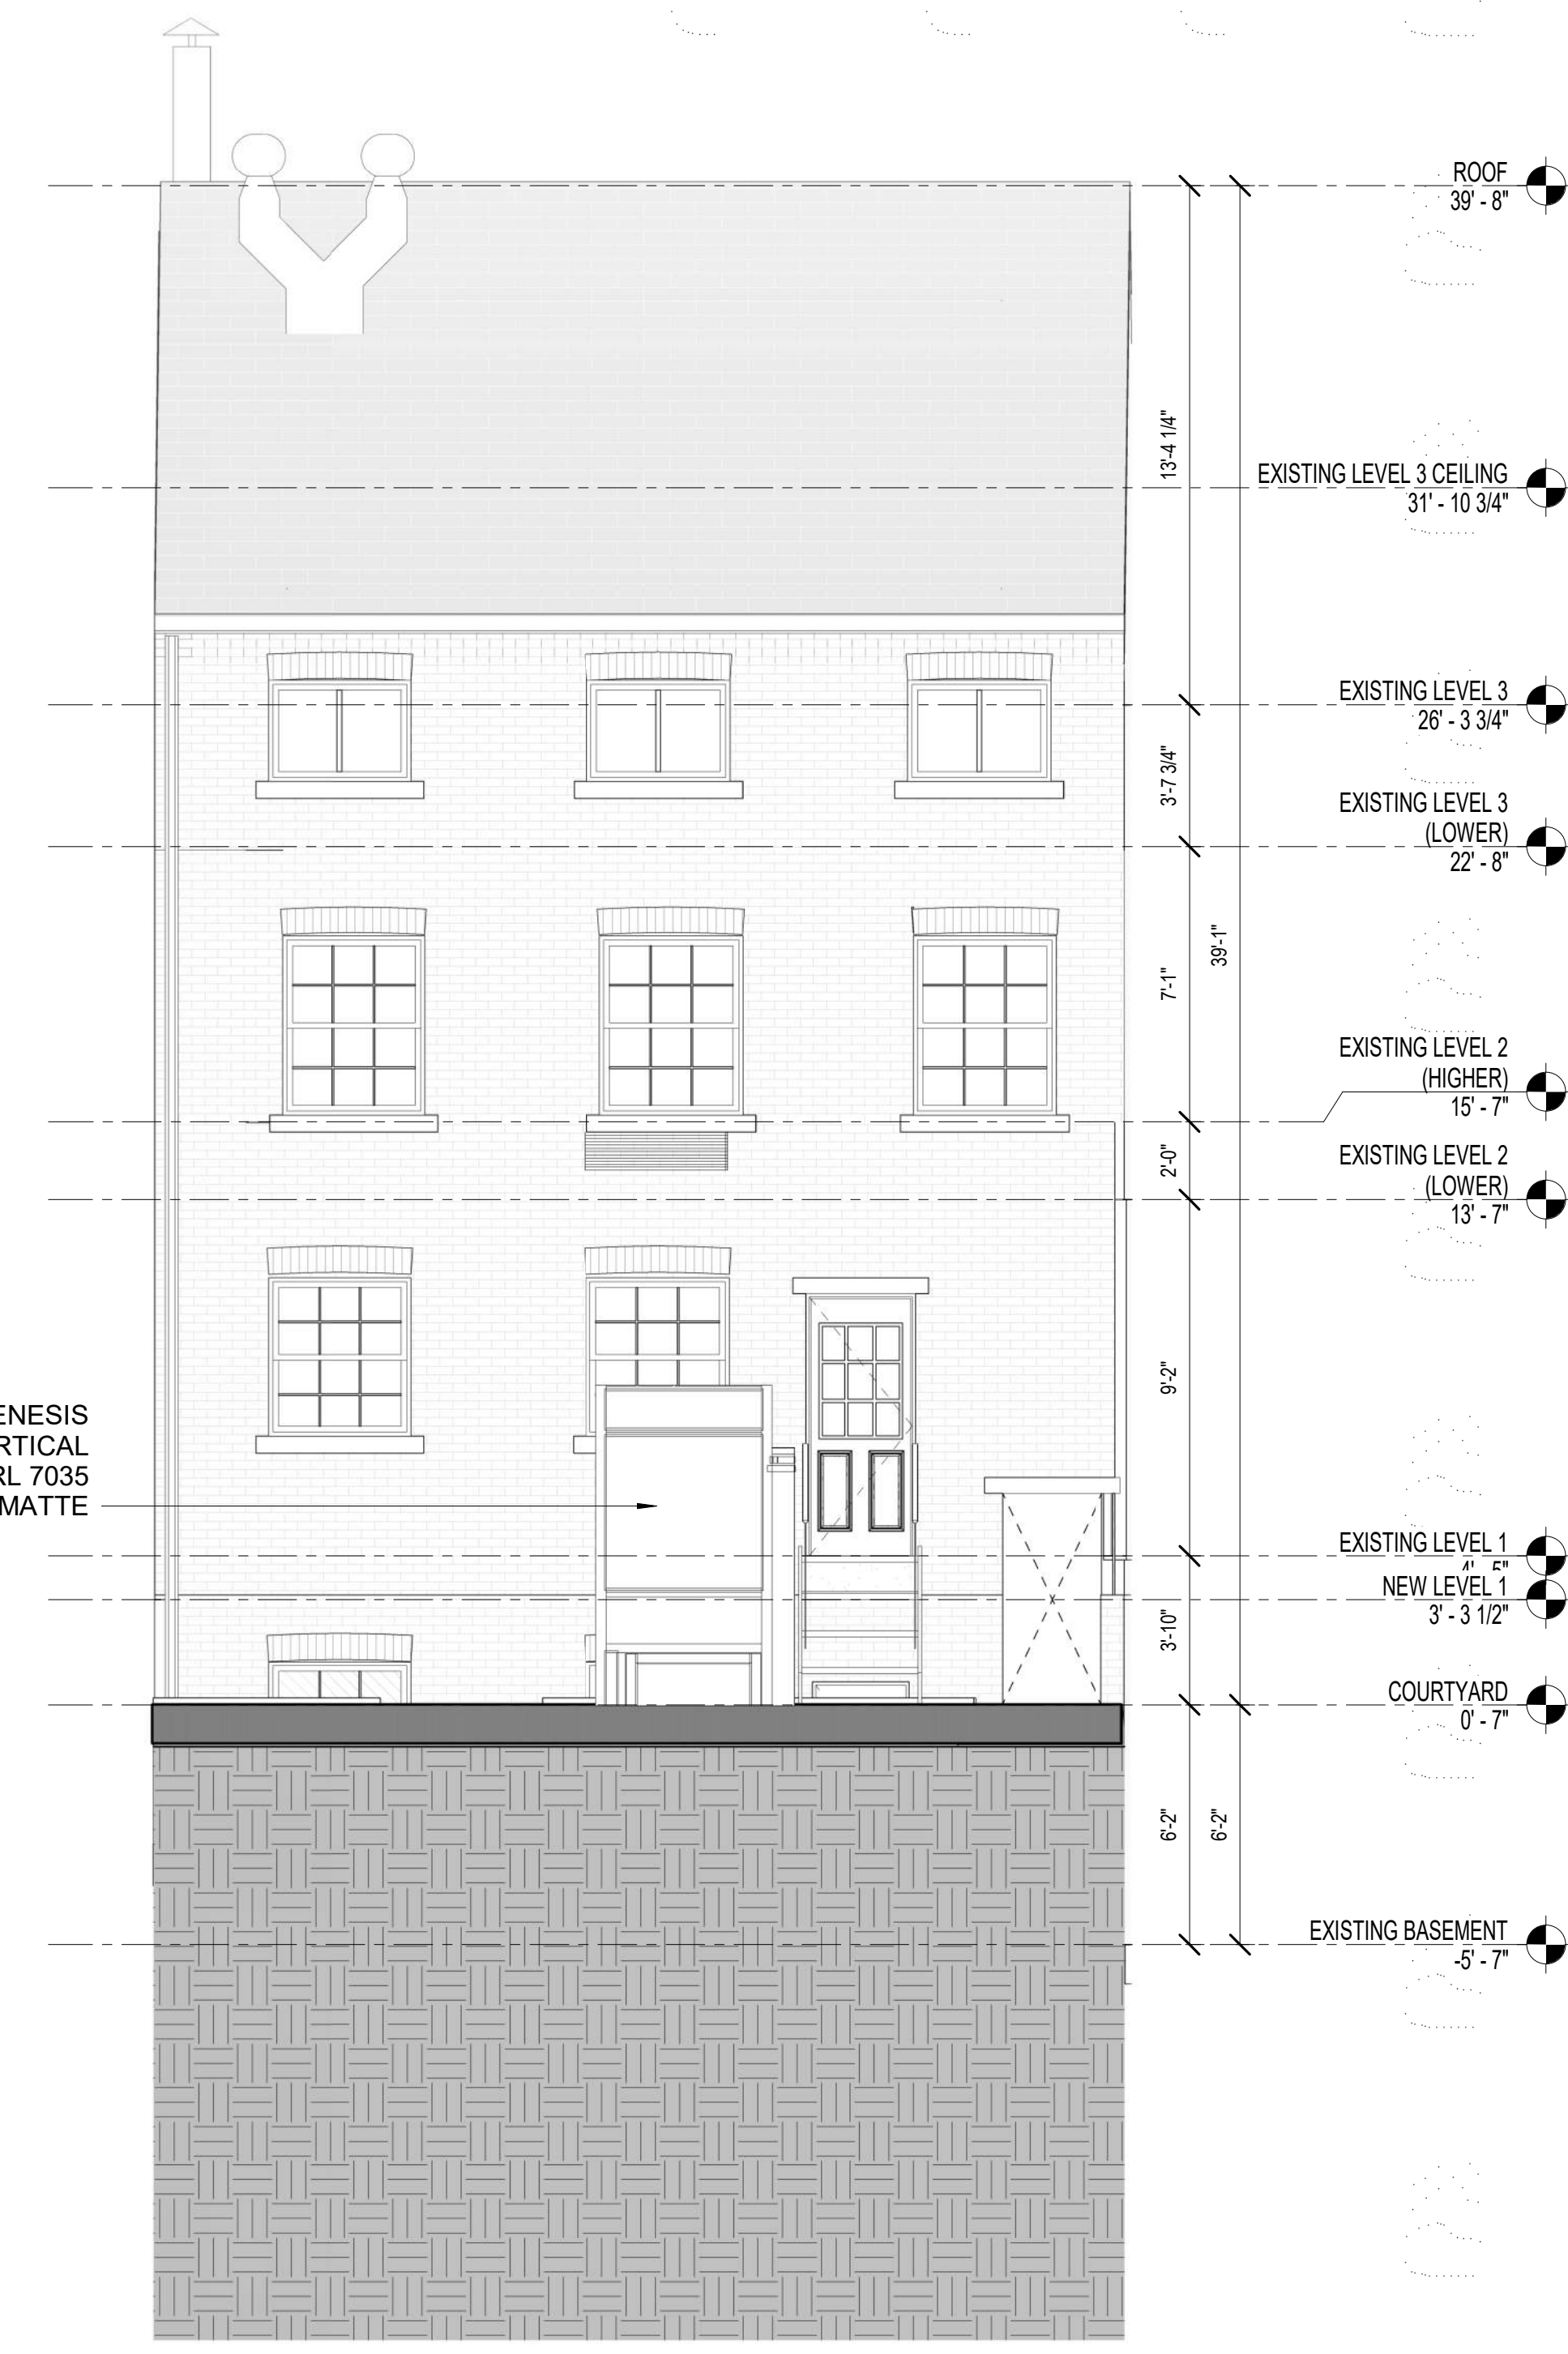 ROOF
39' - 8"
13'-4 1/4"
EXISTING LEVEL 3 CEILING
31' - 10 3/4"
EXISTING LEVEL 3
26' - 3 3/4"
3'-7 3/4"
EXISTING LEVEL 3
(LOWER)
22' - 8"
39'-1"
7'-1"
EXISTING LEVEL 2
(HIGHER)
15' - 7"
2'-0"
EXISTING LEVEL 2
(LOWER)
13' - 7"
9'-2"
ENESIS
RTICAL
RL 7035
MATTE
EXISTING LEVEL 1
4' - 5"
NEW LEVEL 1
3' - 3 1/2"
3'-10"
COURTYARD
0' - 7"
6'-2"
6'-2"
EXISTING BASEMENT
-5' - 7"